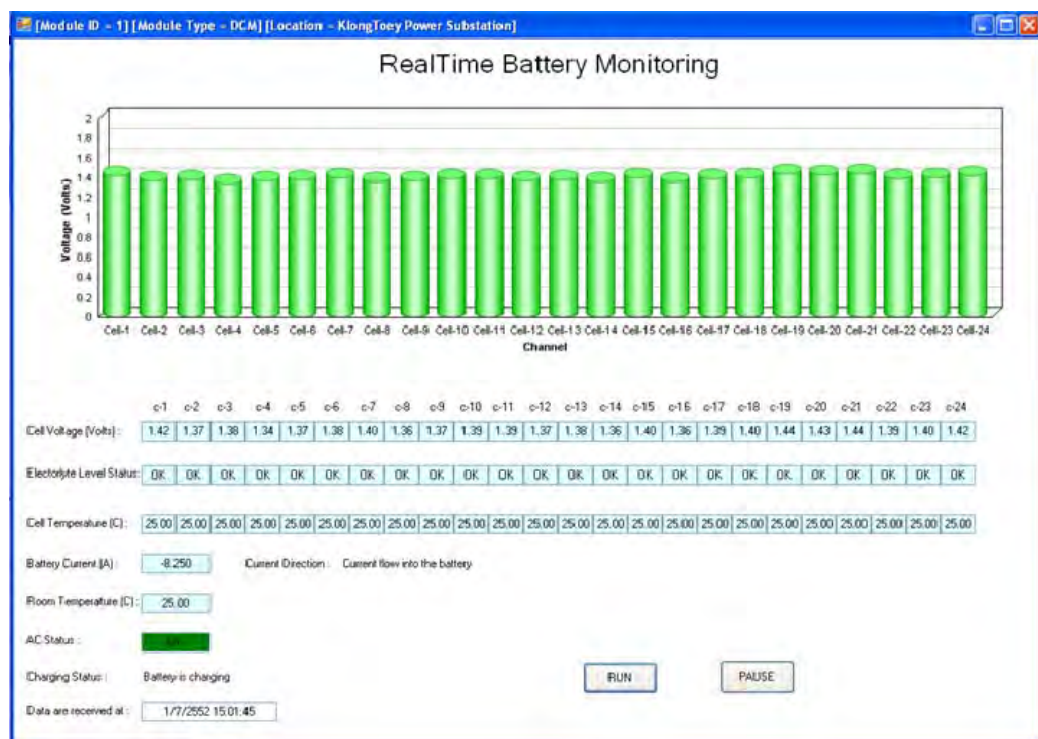 [Module ID - 1] [Module Type - DCM] [Location - KlongToey Power Substation]
RealTime Battery Monitoring
Voltage (Volts)
2
1.8
1.6
1.4
1.2
1
0.8
0.6
0.4
0.2
0
Cell-1 Cell-2 Cell-3 Cell-4 Cell-5 Cell-6 Cell-7 Cell-8 Cell-9 Cell-10 Cell-11 Cell-12 Cell-13 Cell-14 Cell-15 Cell-16 Cell-17 Cell-18 Cell-19 Cell-20 Cell-21 Cell-22 Cell-23 Cell-24
Channel
c-1 c-2 c-3 c-4 c-5 c-6 c-7 c-8 c-9 c-10 c-11 c-12 c-13 c-14 c-15 c-16 c-17 c-18 c-19 c-20 c-21 c-22 c-23 c-24
Cell Voltage (Volts) : 1.42 1.37 1.38 1.34 1.37 1.38 1.40 1.36 1.37 1.39 1.39 1.37 1.38 1.36 1.40 1.36 1.39 1.40 1.44 1.43 1.44 1.39 1.40 1.42
Electorlyte Level Status: OK OK OK OK OK OK OK OK OK OK OK OK OK OK OK OK OK OK OK OK OK OK OK OK
Cell Temperature (C) : 25.00 25.00 25.00 25.00 25.00 25.00 25.00 25.00 25.00 25.00 25.00 25.00 25.00 25.00 25.00 25.00 25.00 25.00 25.00 25.00 25.00 25.00 25.00 25.00
Battery Current (A) : -8.250 Current Direction : Current flow into the battery
Room Temperature (C) : 25.00
AC Status :
Charging Status : Battery is charging
RUN PAUSE
Data are received at : 1/7/2552 15:01:45